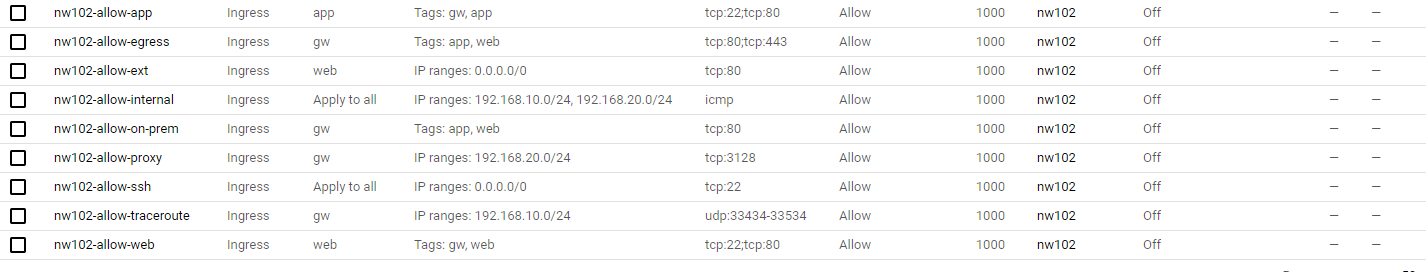 nw102-allow-app Ingress app Tags: gw, app tcp:22;tcp:80 Allow 1000 nw102 Off — —
nw102-allow-egress Ingress gw Tags: app, web tcp:80;tcp:443 Allow 1000 nw102 Off — —
nw102-allow-ext Ingress web IP ranges: 0.0.0.0/0 tcp:80 Allow 1000 nw102 Off — —
nw102-allow-internal Ingress Apply to all IP ranges: 192.168.10.0/24, 192.168.20.0/24 icmp Allow 1000 nw102 Off — —
nw102-allow-on-prem Ingress gw Tags: app, web tcp:80 Allow 1000 nw102 Off — —
nw102-allow-proxy Ingress gw IP ranges: 192.168.20.0/24 tcp:3128 Allow 1000 nw102 Off — —
nw102-allow-ssh Ingress Apply to all IP ranges: 0.0.0.0/0 tcp:22 Allow 1000 nw102 Off — —
nw102-allow-traceroute Ingress gw IP ranges: 192.168.10.0/24 udp:33434-33534 Allow 1000 nw102 Off — —
nw102-allow-web Ingress web Tags: gw, web tcp:22;tcp:80 Allow 1000 nw102 Off — —